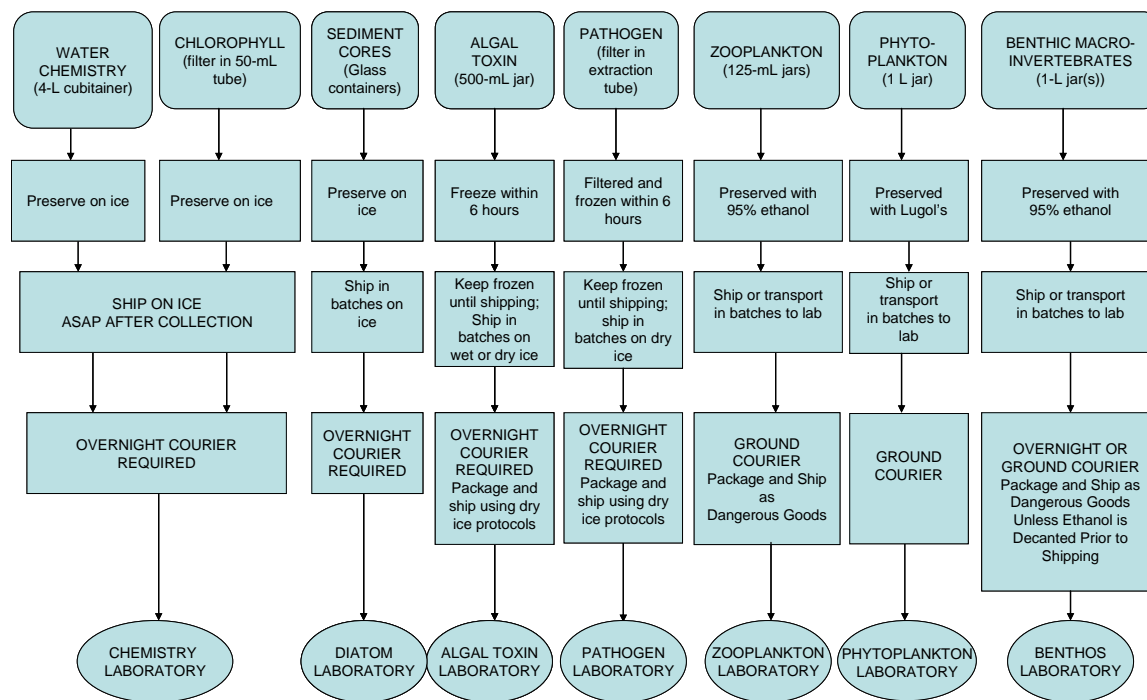 WATER
CHEMISTRY
(4-L cubitainer)
CHLOROPHYLL
(filter in 50-mL
tube)
SEDIMENT
CORES
(Glass
containers)
ALGAL
TOXIN
(500-mL jar)
PATHOGEN
(filter in
extraction
tube)
ZOOPLANKTON
(125-mL jars)
PHYTO-
PLANKTON
(1 L jar)
BENTHIC MACRO-
INVERTEBRATES
(1-L jar(s))
Preserve on ice
Preserve on ice
Preserve on
ice
Freeze within
6 hours
Filtered and
frozen within 6
hours
Preserved with
95% ethanol
Preserved
with Lugol's
Preserved with
95% ethanol
SHIP ON ICE
ASAP AFTER COLLECTION
Ship in
batches on
ice
Keep frozen
until shipping;
Ship in
batches on
wet or dry ice
Keep frozen
until shipping;
ship in
batches on dry
ice
Ship or transport
in batches to lab
Ship or
transport
in batches to
lab
Ship or transport
in batches to lab
OVERNIGHT COURIER
REQUIRED
OVERNIGHT
COURIER
REQUIRED
OVERNIGHT
COURIER
REQUIRED
Package and
ship using dry
ice protocols
OVERNIGHT
COURIER
REQUIRED
Package and
ship using dry
ice protocols
GROUND
COURIER
Package and Ship
as
Dangerous Goods
GROUND
COURIER
OVERNIGHT OR
GROUND COURIER
Package and Ship as
Dangerous Goods
Unless Ethanol is
Decanted Prior to
Shipping
CHEMISTRY
LABORATORY
DIATOM
LABORATORY
ALGAL TOXIN
LABORATORY
PATHOGEN
LABORATORY
ZOOPLANKTON
LABORATORY
PHYTOPLANKTON
LABORATORY
BENTHOS
LABORATORY